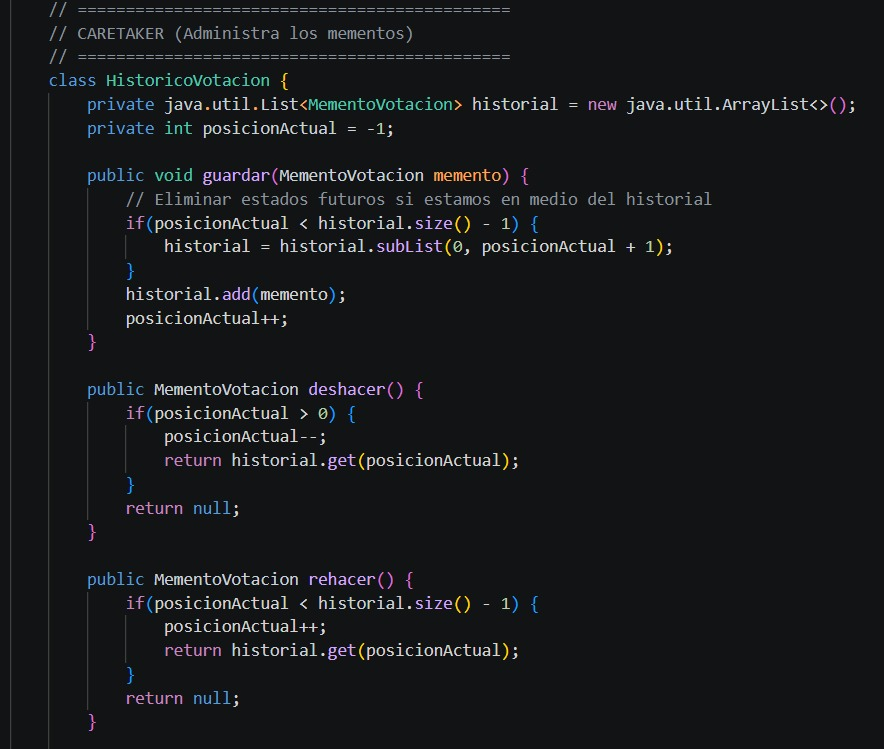 // =============================================
// CARETAKER (Administra los mementos)
// =============================================
class HistoricoVotacion {
    private java.util.List<MementoVotacion> historial = new java.util.ArrayList<>();
    private int posicionActual = -1;

    public void guardar(MementoVotacion memento) {
        // Eliminar estados futuros si estamos en medio del historial
        if(posicionActual < historial.size() - 1) {
            historial = historial.subList(0, posicionActual + 1);
        }
        historial.add(memento);
        posicionActual++;
    }

    public MementoVotacion deshacer() {
        if(posicionActual > 0) {
            posicionActual--;
            return historial.get(posicionActual);
        }
        return null;
    }

    public MementoVotacion rehacer() {
        if(posicionActual < historial.size() - 1) {
            posicionActual++;
            return historial.get(posicionActual);
        }
        return null;
    }